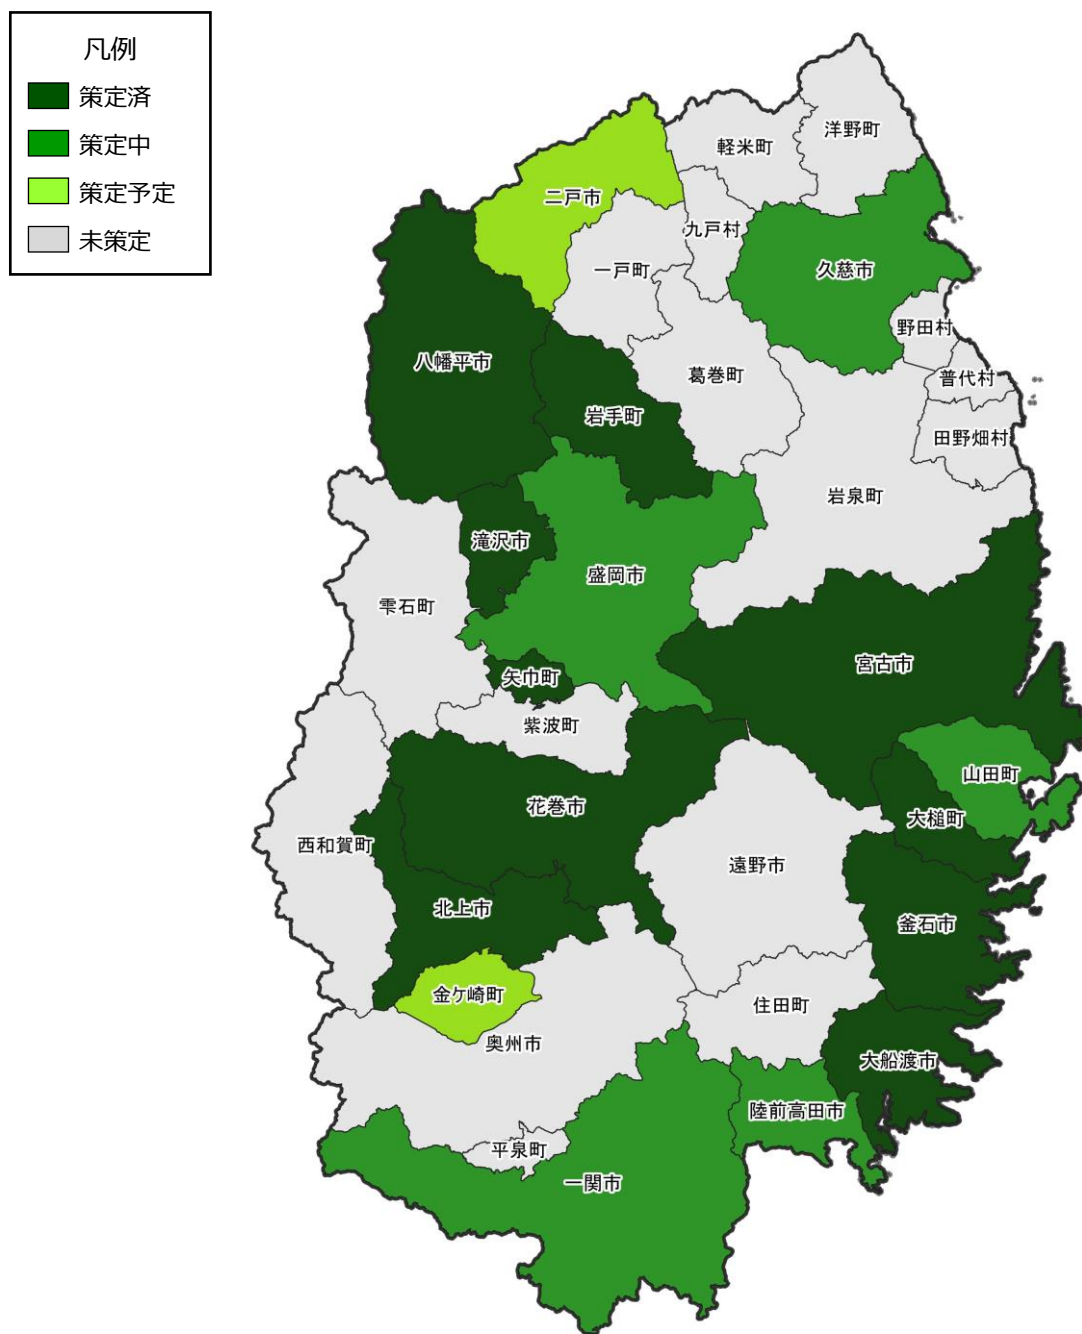 凡例
策定済
策定中
策定予定
未策定
洋野町
軽米町
二戸市
九戸村
一戸町
久慈市
野田村
八幡平市
葛巻町
普代村
岩手町
田野畑村
岩泉町
滝沢市
盛岡市
雫石町
宮古市
矢巾町
紫波町
山田町
花巻市
大槌町
西和賀町
遠野市
北上市
釜石市
金ケ崎町
住田町
奥州市
大船渡市
陸前高田市
平泉町
一関市